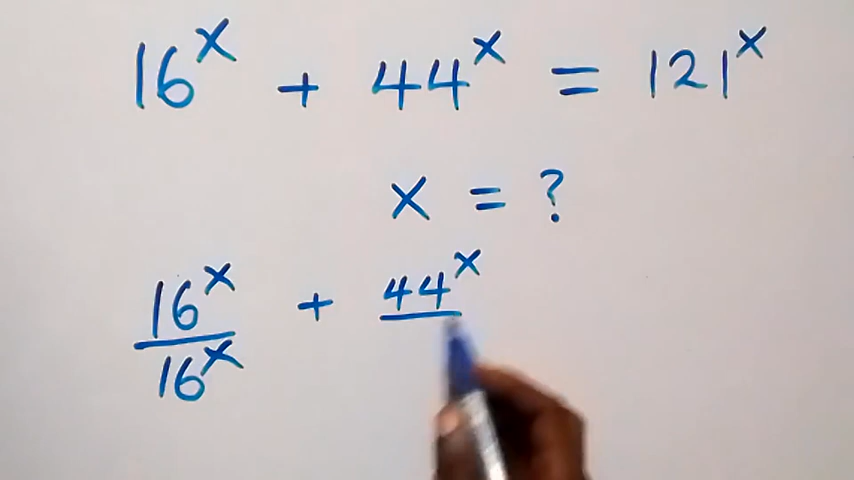 16^x + 44^x = 121^x
x = ?
16^x/16^x + 44^x